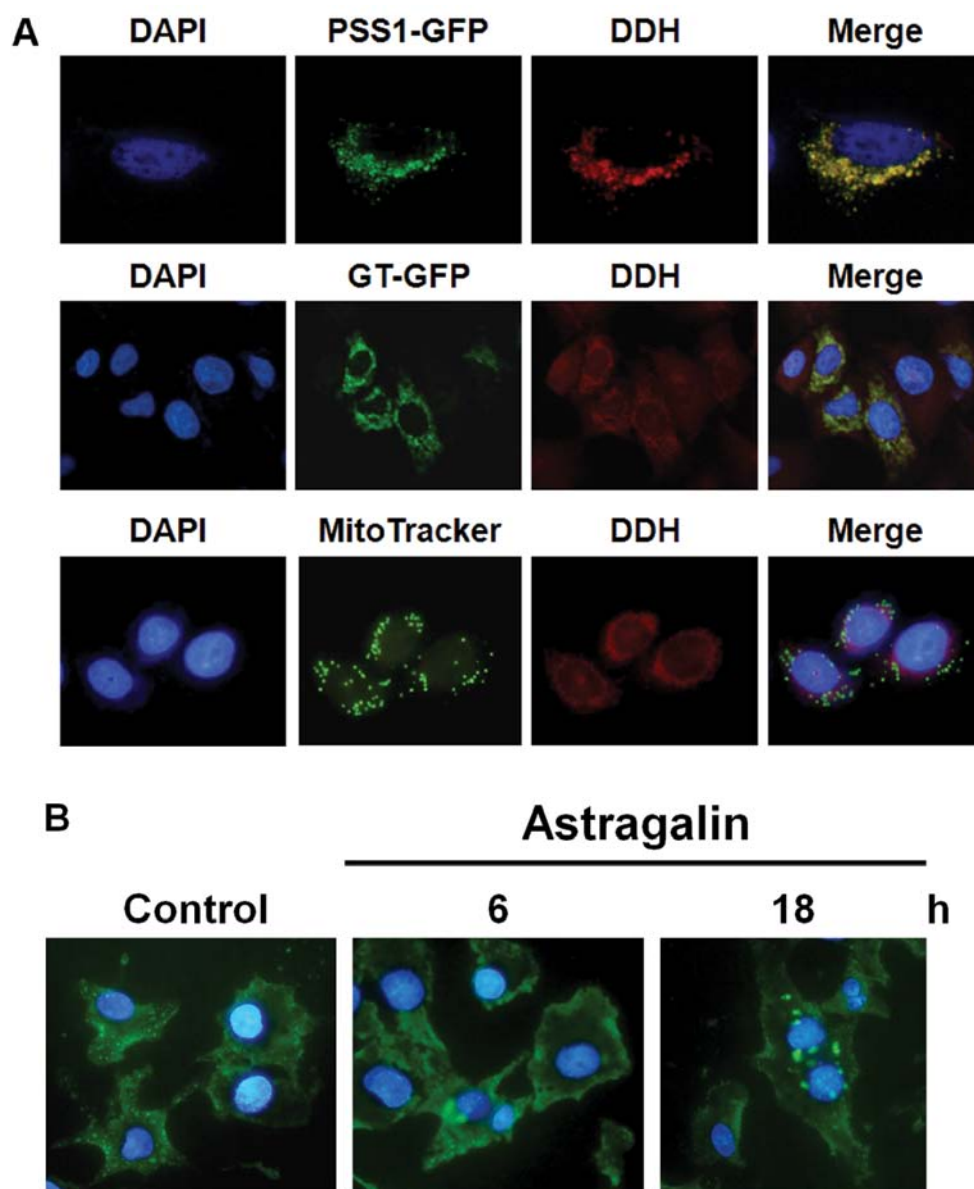 A
DAPI PSS1-GFP DDH Merge
DAPI GT-GFP DDH Merge
DAPI MitoTracker DDH Merge
B
Astragalin
Control 6 18 h